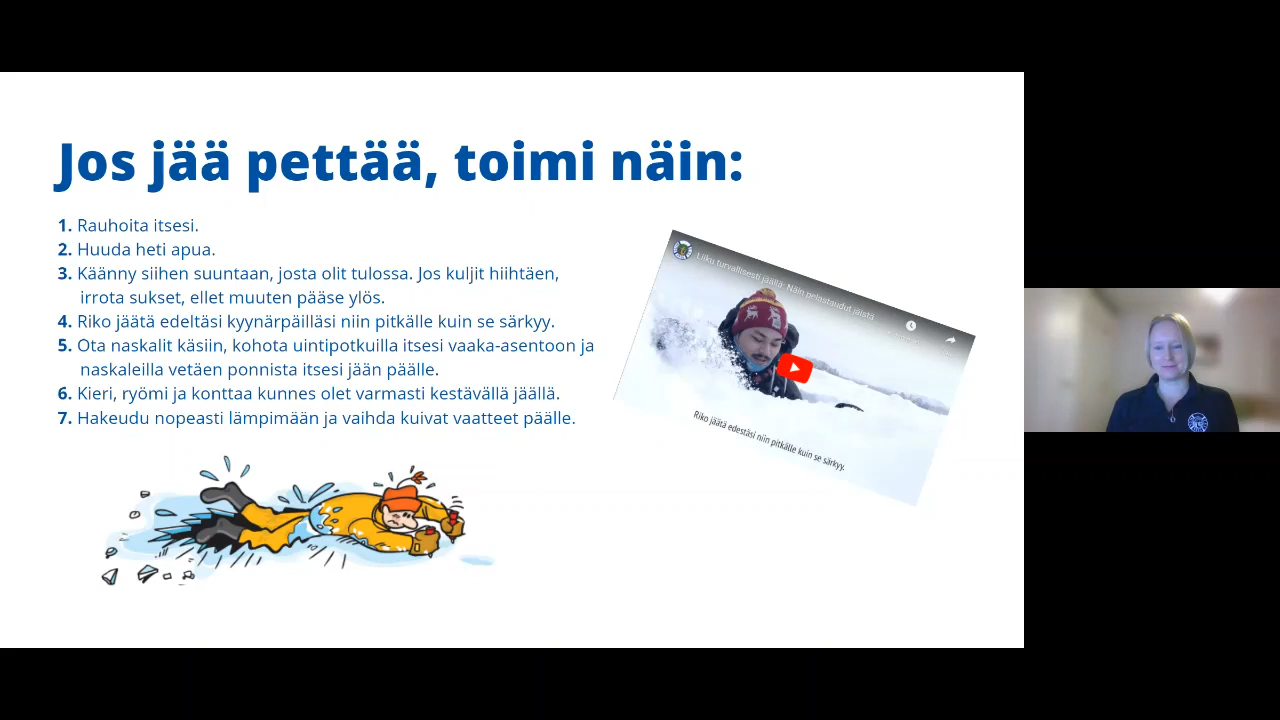 Jos jää pettää, toimi näin:
1. Rauhoita itsesi.
2. Huuda heti apua.
3. Käänny siihen suuntaan, josta olit tulossa. Jos kuljit hiihtäen,
irrota sukset, ellet muuten pääse ylös.
4. Riko jäätä edeltäsi kyynärpäilläsi niin pitkälle kuin se särkyy.
5. Ota naskalit käsiin, kohota uintipotkuilla itsesi vaaka-asentoon ja
naskaleilla vetäen ponnista itsesi jään päälle.
6. Kieri, ryömi ja konttaa kunnes olet varmasti kestävällä jäällä.
7. Hakeudu nopeasti lämpimään ja vaihda kuivat vaatteet päälle.
Liiku turvallisesti jäällä: Näin pelastaudut jäistä
Riko jäätä edestäsi niin pitkälle kuin se särkyy.